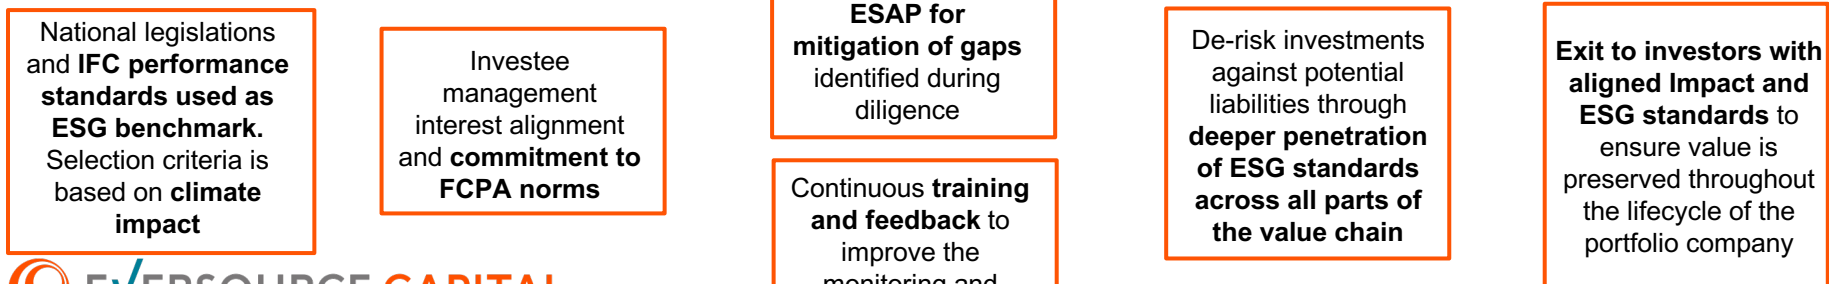 National legislations
and IFC performance
standards used as
ESG benchmark.
Selection criteria is
based on climate
impact
Investee
management
interest alignment
and commitment to
FCPA norms
ESAP for
mitigation of gaps
identified during
diligence
Continuous training
and feedback to
improve the
monitoring and
De-risk investments
against potential
liabilities through
deeper penetration
of ESG standards
across all parts of
the value chain
Exit to investors with
aligned Impact and
ESG standards to
ensure value is
preserved throughout
the lifecycle of the
portfolio company
EVERSOURCE CAPITAL